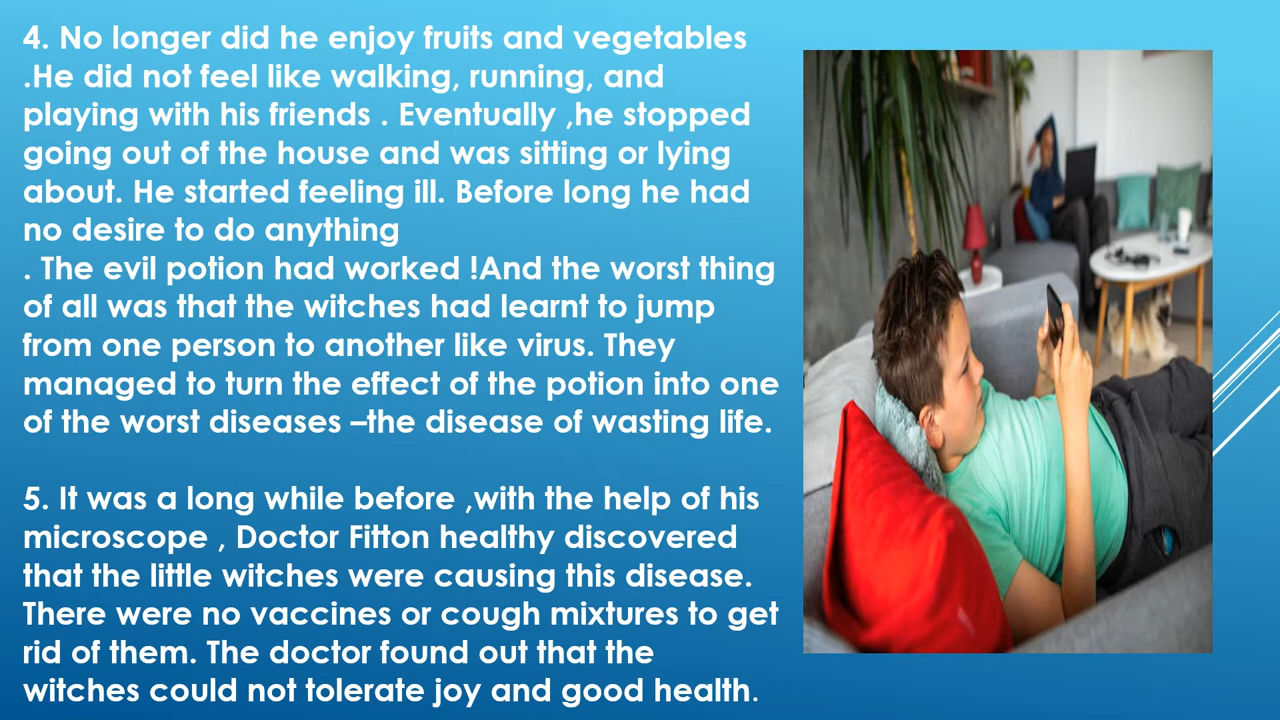 4. No longer did he enjoy fruits and vegetables
.He did not feel like walking, running, and
playing with his friends . Eventually ,he stopped
going out of the house and was sitting or lying
about. He started feeling ill. Before long he had
no desire to do anything
. The evil potion had worked !And the worst thing
of all was that the witches had learnt to jump
from one person to another like virus. They
managed to turn the effect of the potion into one
of the worst diseases –the disease of wasting life.
5. It was a long while before ,with the help of his
microscope , Doctor Fitton healthy discovered
that the little witches were causing this disease.
There were no vaccines or cough mixtures to get
rid of them. The doctor found out that the
witches could not tolerate joy and good health.